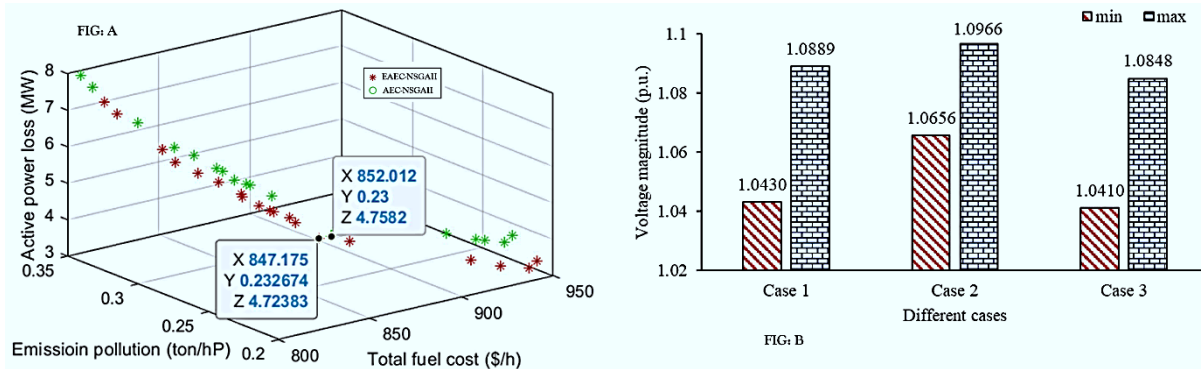 FIG: A
8
7
6
5
4
3
Active power loss (MW)
EAEC-NSGAII
AEC-NSGAII
X 852.012
Y 0.23
Z 4.7582
X 847.175
Y 0.232674
Z 4.72383
0.35
0.3
0.25
0.2
Emissioin pollution (ton/hP)
800
850
900
950
Total fuel cost ($/h)
min
max
1.1
1.08
1.06
1.04
1.02
Voltage magnitude (p.u.)
1.0430
1.0889
1.0656
1.0966
1.0410
1.0848
Case 1
Case 2
Case 3
Different cases
FIG: B